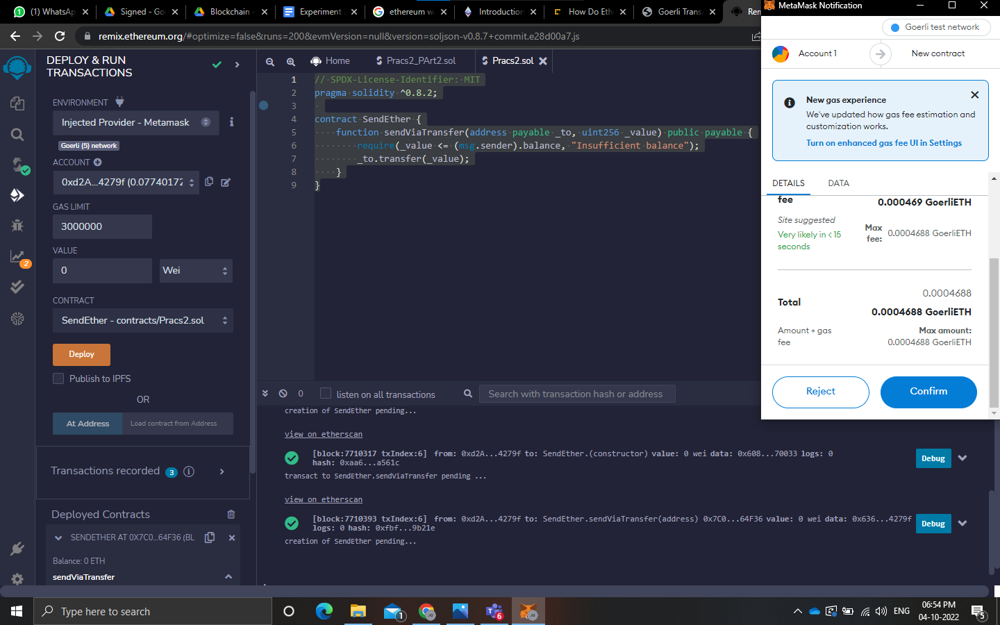 (1) WhatsAp
Signed - Go
Blockchain -
Experiment
ethereum w
Introduction
How Do Eth
Goerli Trans
Rem
MetaMask Notification
remix.ethereum.org/#optimize=false&runs=200&evmVersion=null&version=soljson-v0.8.7+commit.e28d00a7.js
DEPLOY & RUN
TRANSACTIONS
ENVIRONMENT
Injected Provider - Metamask
Goerli (5) network
ACCOUNT
0xd2A...4279f (0.07740172
GAS LIMIT
3000000
VALUE
0
Wei
CONTRACT
SendEther - contracts/Pracs2.sol
Deploy
Publish to IPFS
OR
At Address
Load contract from Address
Transactions recorded 3
Deployed Contracts
SENDETHER AT 0X7C0...64F36 (BL
Balance: 0 ETH
sendViaTransfer
2
Home
Pracs2_PArt2.sol
Pracs2.sol
1 // SPDX-License-Identifier: MIT
2 pragma solidity ^0.8.2;
3
4 contract SendEther {
5 function sendViaTransfer(address payable _to, uint256 _value) public payable {
6 require(_value <= (msg.sender).balance, "Insufficient balance");
7 _to.transfer(_value);
8 }
9 }
0
listen on all transactions
Search with transaction hash or address
creation of SendEther pending...
view on etherscan
[block:7710317 txIndex:6] from: 0xd2A...4279f to: SendEther.(constructor) value: 0 wei data: 0x608...70033 logs: 0
hash: 0xaa6...a561c
Debug
transact to SendEther.sendViaTransfer pending ...
view on etherscan
[block:7710393 txIndex:6] from: 0xd2A...4279f to: SendEther.sendViaTransfer(address) 0x7C0...64F36 value: 0 wei data: 0x636...4279f
logs: 0 hash: 0xfbf...9b21e
Debug
creation of SendEther pending...
Goerli test network
Account 1
New contract
New gas experience
We've updated how gas fee estimation and
customization works.
Turn on enhanced gas fee UI in Settings
DETAILS
DATA
fee
0.000469 GoerliETH
Site suggested
Very likely in < 15
seconds
Max
fee:
0.0004688 GoerliETH
0.0004688
Total
0.0004688 GoerliETH
Amount + gas
fee
Max amount:
0.0004688 GoerliETH
Reject
Confirm
Type here to search
1
JG
6
JG
ENG
06:54 PM
04-10-2022
5